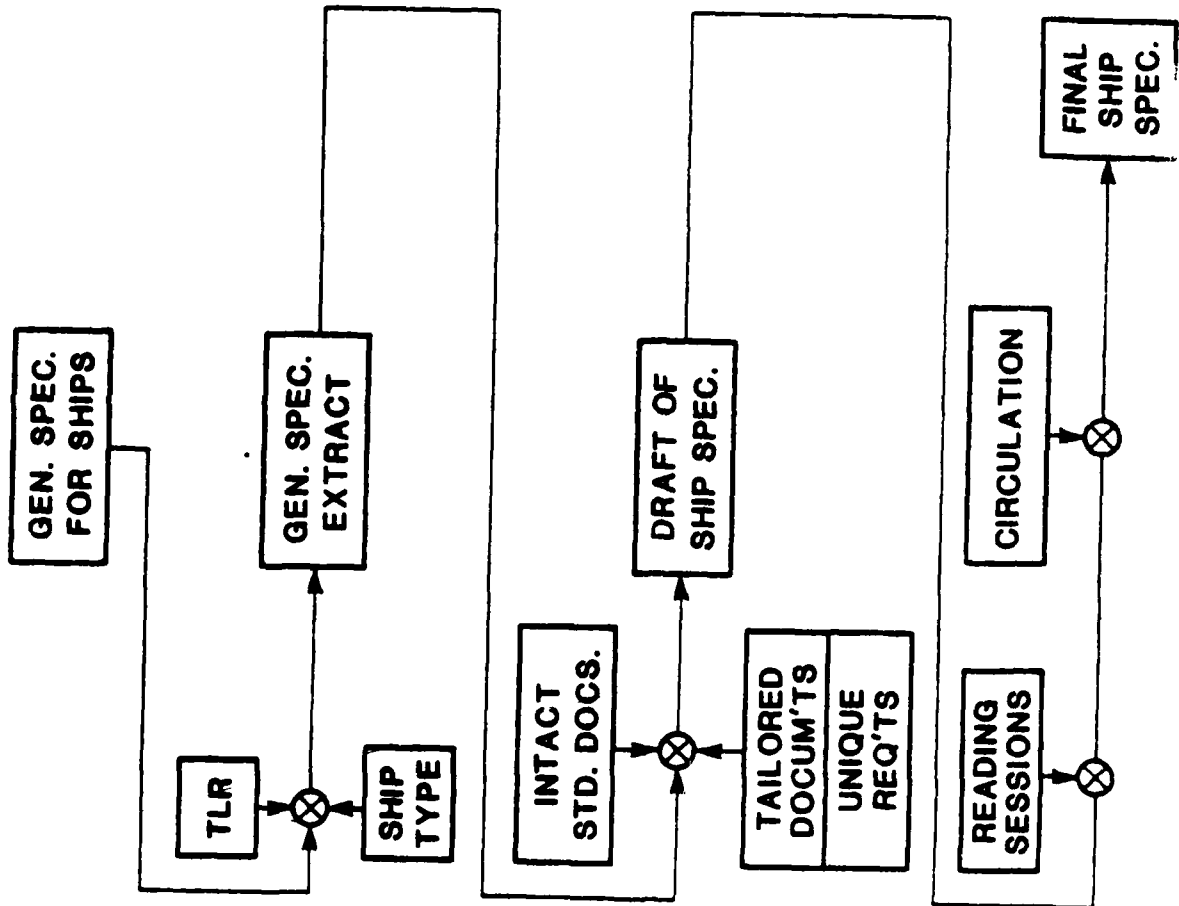 GEN. SPEC.
FOR SHIPS
TLR
SHIP
TYPE
GEN. SPEC.
EXTRACT
INTACT
STD. DOCS.
TAILORED
DOCUM'TS
UNIQUE
REQ'TS
DRAFT OF
SHIP SPEC.
READING
SESSIONS
CIRCULATION
FINAL
SHIP
SPEC.